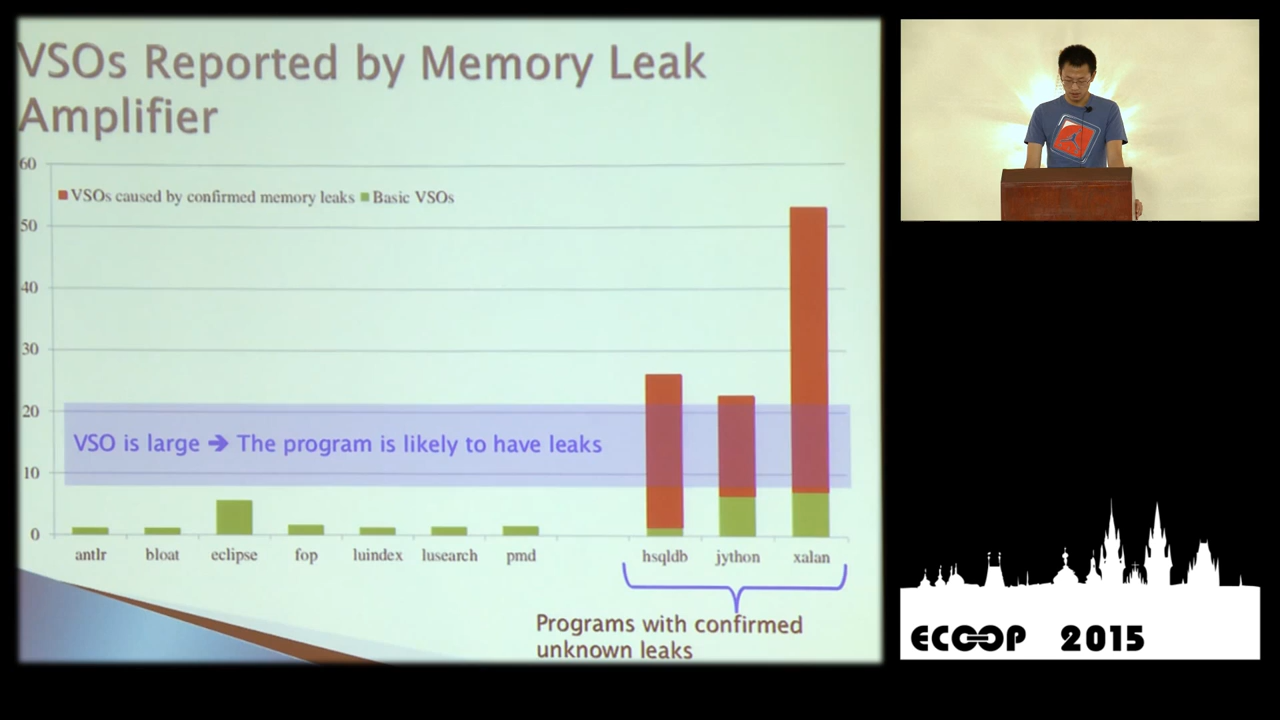 VSOs Reported by Memory Leak
Amplifier
60
VSOs caused by confirmed memory leaks Basic VSOs
50
40
30
20
VSO is large ➔ The program is likely to have leaks
10
0
antlr bloat eclipse fop luindex lusearch pmd hsqldb jython xalan
Programs with confirmed
unknown leaks
ECOOP 2015